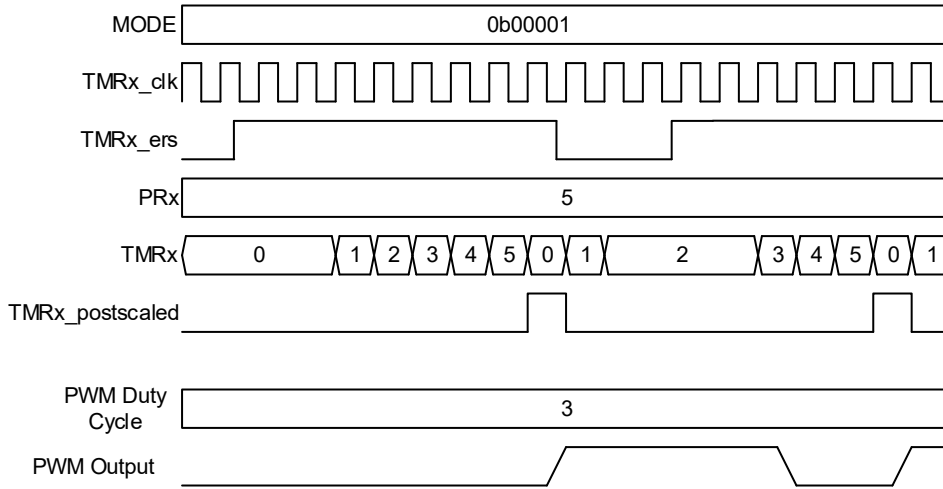 MODE 0b00001
TMRx_clk
TMRx_ers
PRx 5
TMRx 0 1 2 3 4 5 0 1 2 3 4 5 0 1
TMRx_postscaled
PWM Duty
Cycle 3
PWM Output